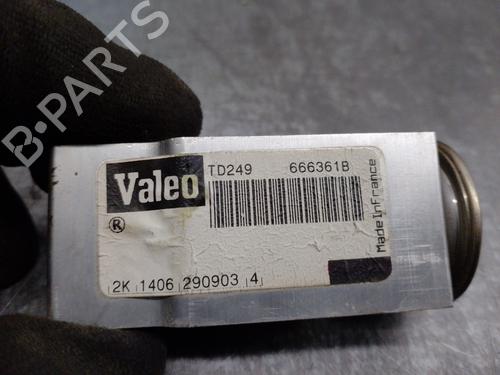 B-PARTS
Valeo
®
TD249 666361B
Made In France
2K 1406 290903 4